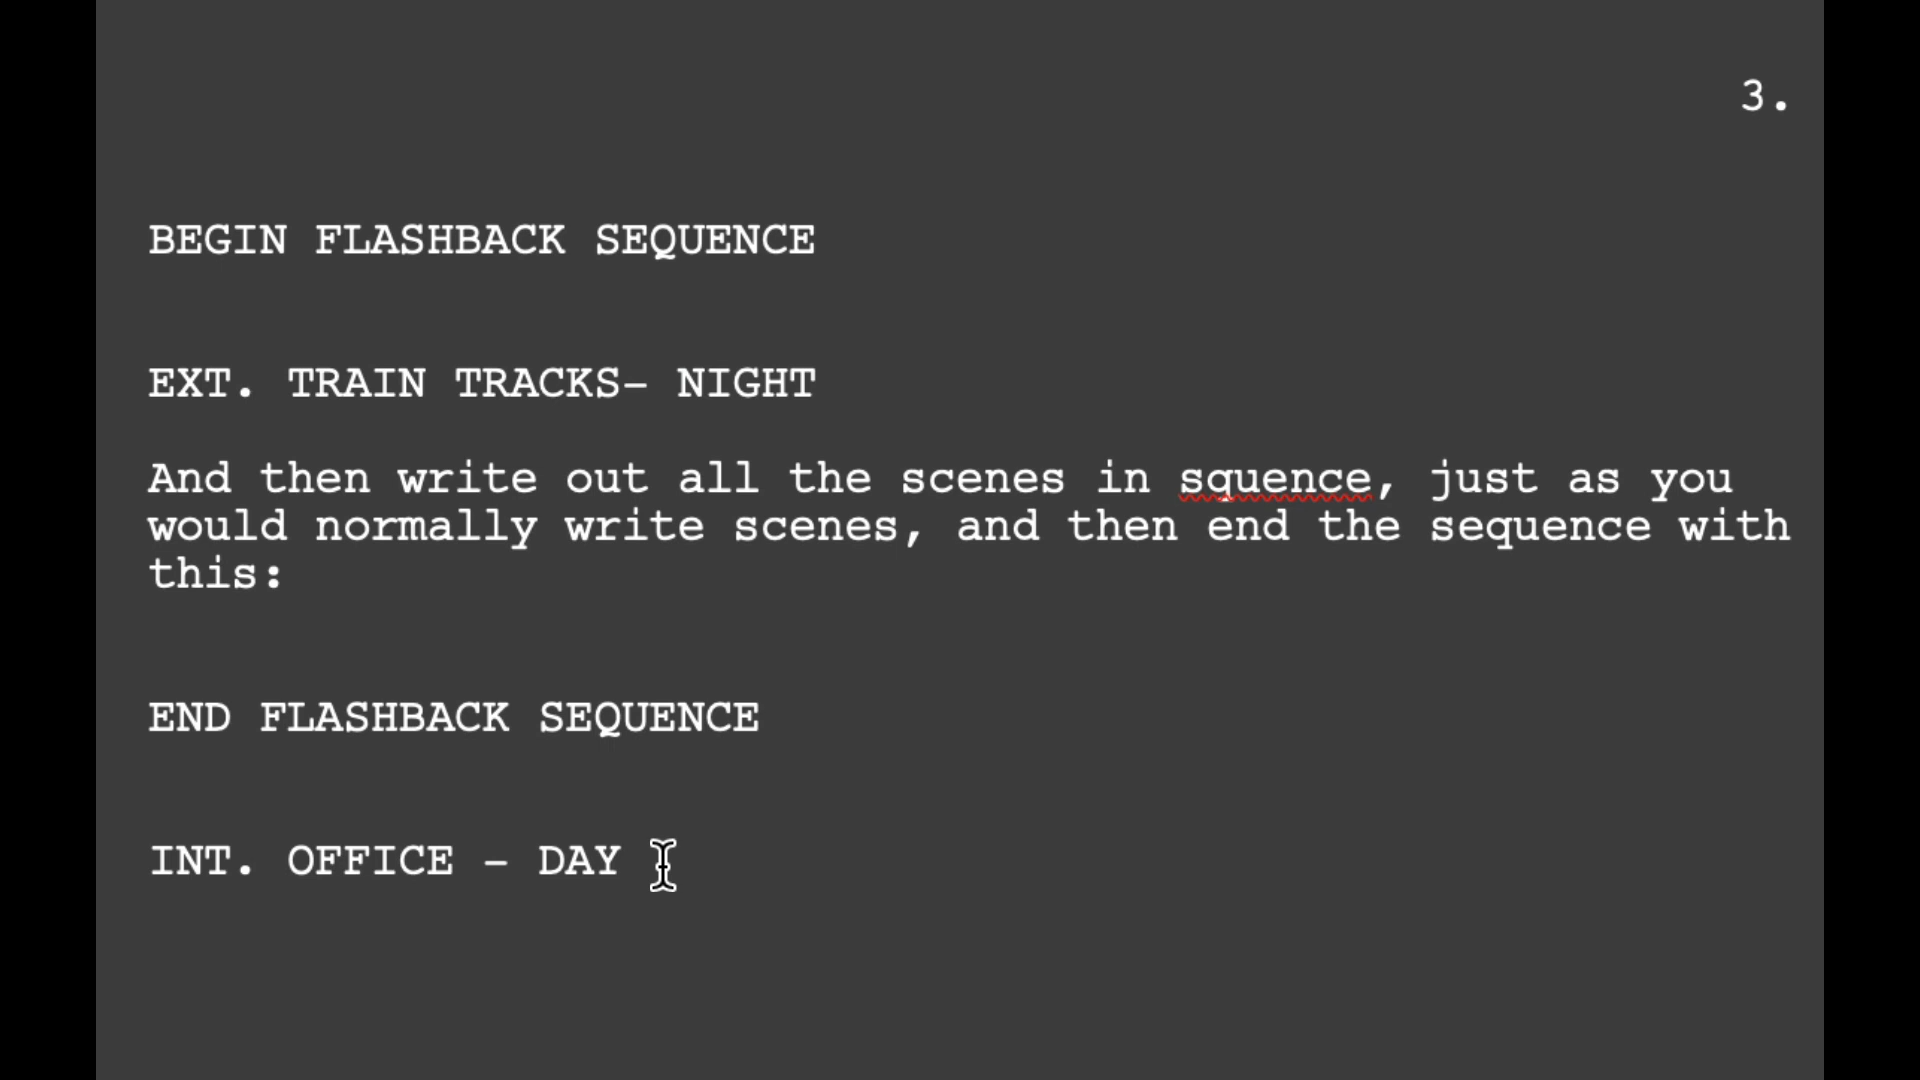 3.
BEGIN FLASHBACK SEQUENCE
EXT. TRAIN TRACKS- NIGHT
And then write out all the scenes in squence, just as you
would normally write scenes, and then end the sequence with
this:
END FLASHBACK SEQUENCE
INT. OFFICE - DAY